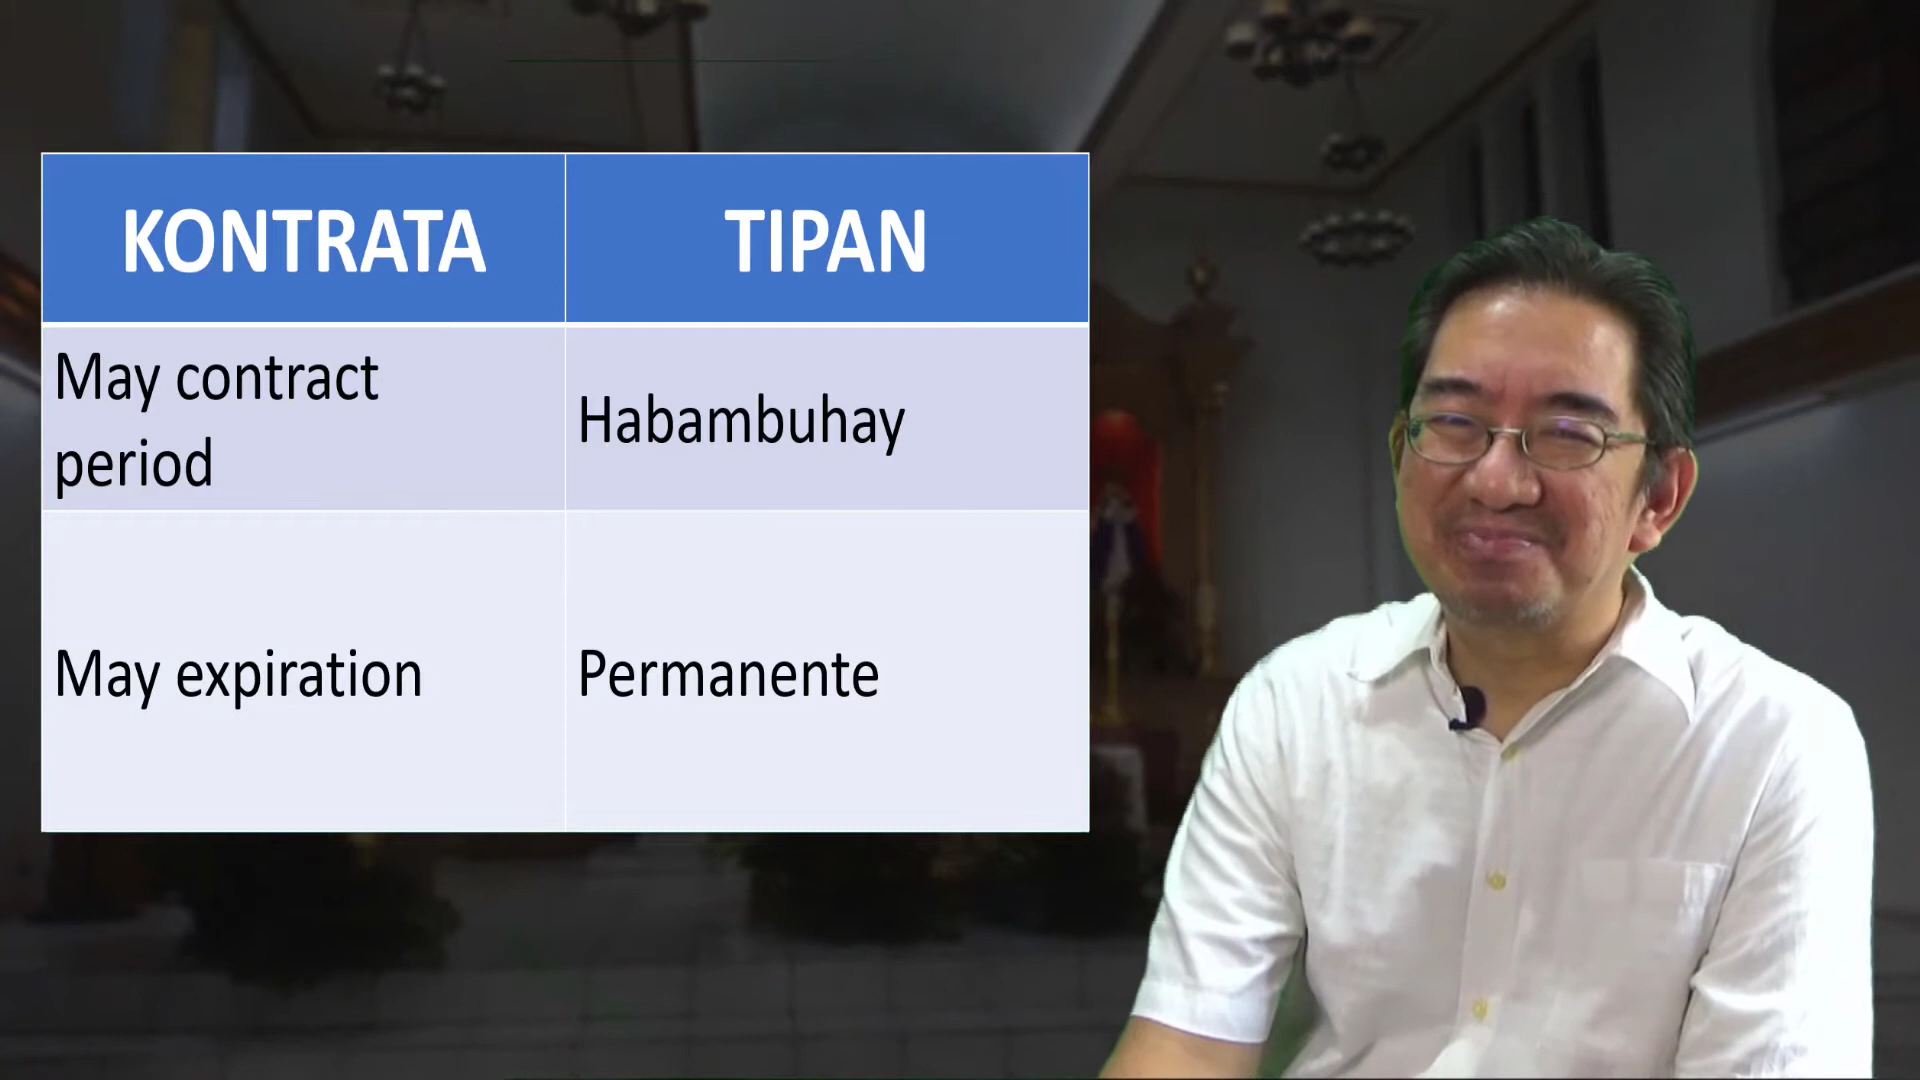 KONTRATA
TIPAN
May contract
period
Habambuhay
May expiration
Permanente